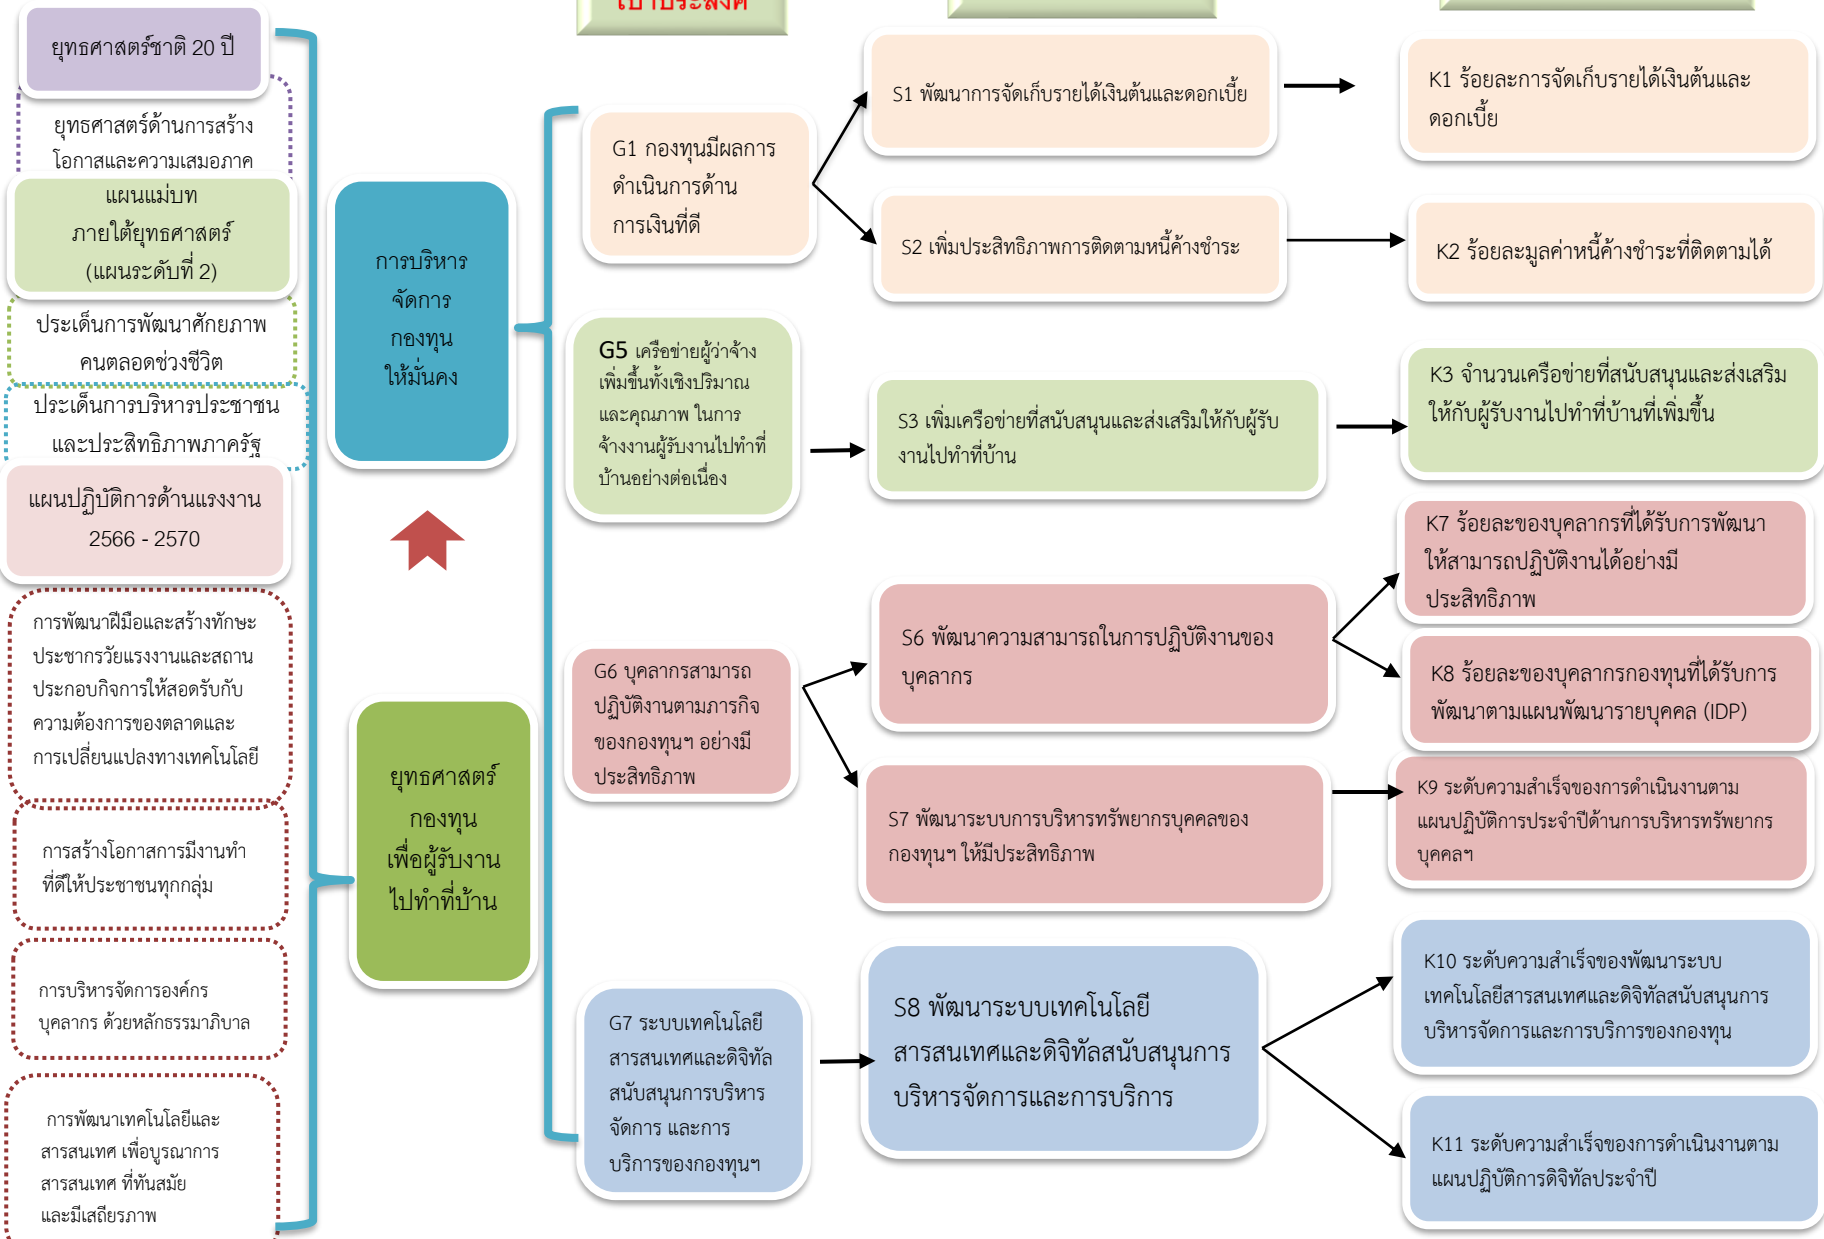 เป้าประสงค์
ยุทธศาสตร์ชาติ 20 ปี
ยุทธศาสตร์ด้านการสร้าง
โอกาสและความเสมอภาค
แผนแม่บท
ภายใต้ยุทธศาสตร์
(แผนระดับที่ 2)
ประเด็นการพัฒนาศักยภาพ
คนตลอดช่วงชีวิต
ประเด็นการบริหารประชาชน
และประสิทธิภาพภาครัฐ
แผนปฏิบัติการด้านแรงงาน
2566 - 2570
การพัฒนาฝีมือและสร้างทักษะ
ประชากรวัยแรงงานและสถาน
ประกอบกิจการให้สอดรับกับ
ความต้องการของตลาดและ
การเปลี่ยนแปลงทางเทคโนโลยี
การสร้างโอกาสการมีงานทำ
ที่ดีให้ประชาชนทุกกลุ่ม
การบริหารจัดการองค์กร
บุคลากร ด้วยหลักธรรมาภิบาล
การพัฒนาเทคโนโลยีและ
สารสนเทศ เพื่อบูรณาการ
สารสนเทศ ที่ทันสมัย
และมีเสถียรภาพ
การบริหาร
จัดการ
กองทุน
ให้มั่นคง
ยุทธศาสตร์
กองทุน
เพื่อผู้รับงาน
ไปทำที่บ้าน
G1 กองทุนมีผลการ
ดำเนินการด้าน
การเงินที่ดี
S1 พัฒนาการจัดเก็บรายได้เงินต้นและดอกเบี้ย
K1 ร้อยละการจัดเก็บรายได้เงินต้นและ
ดอกเบี้ย
S2 เพิ่มประสิทธิภาพการติดตามหนี้ค้างชำระ
K2 ร้อยละมูลค่าหนี้ค้างชำระที่ติดตามได้
G5 เครือข่ายผู้ว่าจ้าง
เพิ่มขึ้นทั้งเชิงปริมาณ
และคุณภาพ ในการ
จ้างงานผู้รับงานไปทำที่
บ้านอย่างต่อเนื่อง
S3 เพิ่มเครือข่ายที่สนับสนุนและส่งเสริมให้กับผู้รับ
งานไปทำที่บ้าน
K3 จำนวนเครือข่ายที่สนับสนุนและส่งเสริม
ให้กับผู้รับงานไปทำที่บ้านที่เพิ่มขึ้น
G6 บุคลากรสามารถ
ปฏิบัติงานตามภารกิจ
ของกองทุนฯ อย่างมี
ประสิทธิภาพ
S6 พัฒนาความสามารถในการปฏิบัติงานของ
บุคลากร
K7 ร้อยละของบุคลากรที่ได้รับการพัฒนา
ให้สามารถปฏิบัติงานได้อย่างมี
ประสิทธิภาพ
K8 ร้อยละของบุคลากรกองทุนที่ได้รับการ
พัฒนาตามแผนพัฒนารายบุคคล (IDP)
S7 พัฒนาระบบการบริหารทรัพยากรบุคคลของ
กองทุนฯ ให้มีประสิทธิภาพ
K9 ระดับความสำเร็จของการดำเนินงานตาม
แผนปฏิบัติการประจำปีด้านการบริหารทรัพยากร
บุคคลฯ
G7 ระบบเทคโนโลยี
สารสนเทศและดิจิทัล
สนับสนุนการบริหาร
จัดการ และการ
บริการของกองทุนฯ
S8 พัฒนาระบบเทคโนโลยี
สารสนเทศและดิจิทัลสนับสนุนการ
บริหารจัดการและการบริการ
K10 ระดับความสำเร็จของพัฒนาระบบ
เทคโนโลยีสารสนเทศและดิจิทัลสนับสนุนการ
บริหารจัดการและการบริการของกองทุน
K11 ระดับความสำเร็จของการดำเนินงานตาม
แผนปฏิบัติการดิจิทัลประจำปี